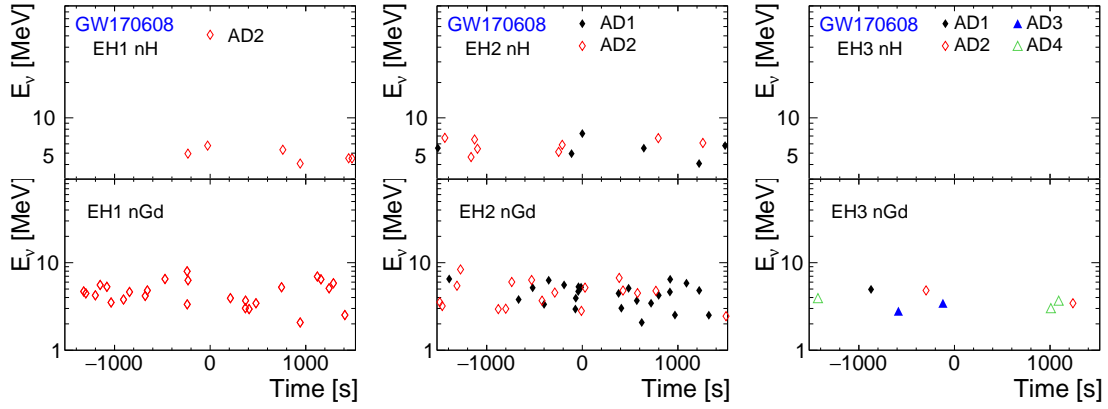 GW170608
EH1 nH
AD2
E_ν [MeV]
10
5
EH1 nGd
E_ν [MeV]
10
1
−1000 0 1000
Time [s]
GW170608
EH2 nH
AD1
AD2
E_ν [MeV]
10
5
EH2 nGd
E_ν [MeV]
10
1
−1000 0 1000
Time [s]
GW170608
EH3 nH
AD1 AD3
AD2 AD4
E_ν [MeV]
10
5
EH3 nGd
E_ν [MeV]
10
1
−1000 0 1000
Time [s]